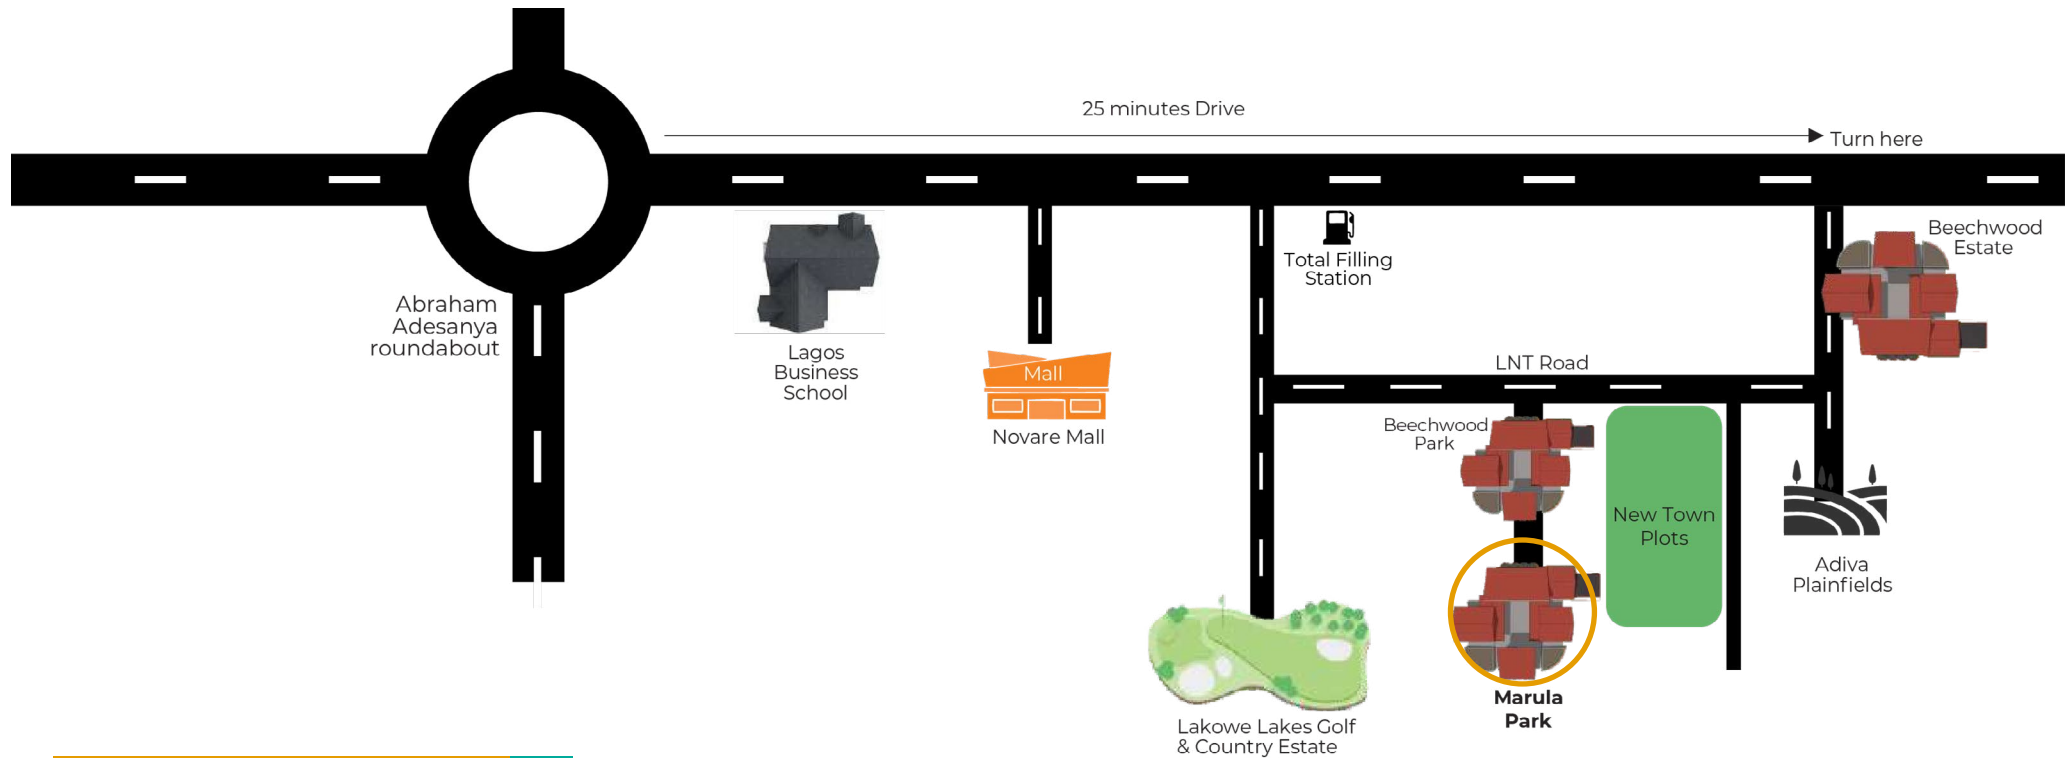 25 minutes Drive
Turn here
Beechwood
Estate
Total Filling
Station
Abraham
Adesanya
roundabout
Lagos
Business
School
Mall
Novare Mall
LNT Road
Beechwood
Park
New Town
Plots
Adiva
Plainfields
Marula
Park
Lakowe Lakes Golf
& Country Estate